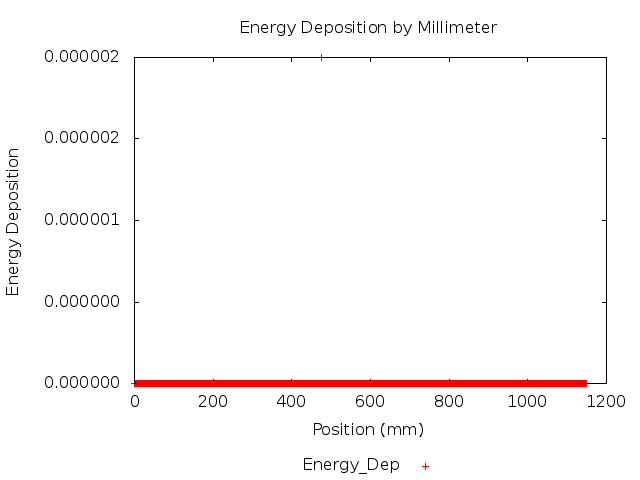 Energy Deposition by Millimeter
0.000002
0.000002
0.000001
0.000000
0.000000
Energy Deposition
0 200 400 600 800 1000 1200
Position (mm)
Energy_Dep